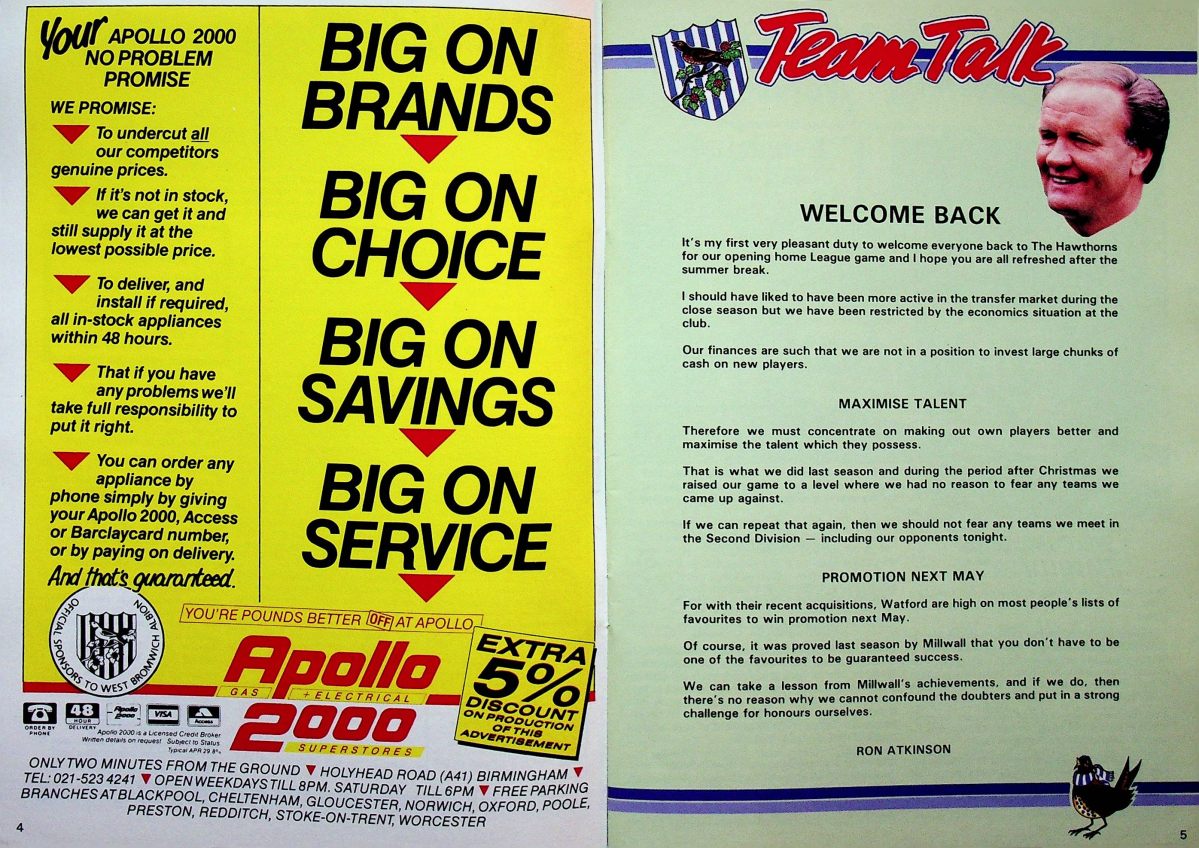 Your APOLLO 2000
NO PROBLEM
PROMISE
WE PROMISE:
To undercut all
our competitors
genuine prices.
If it's not in stock,
we can get it and
still supply it at the
lowest possible price.
To deliver, and
install if required,
all in-stock appliances
within 48 hours.
That if you have
any problems we'll
take full responsibility to
put it right.
You can order any
appliance by
phone simply by giving
your Apollo 2000, Access
or Barclaycard number,
or by paying on delivery.
And that's guaranteed.
BIG ON
BRANDS
BIG ON
CHOICE
BIG ON
SAVINGS
BIG ON
SERVICE
OFFICIAL SPONSORS TO WEST BROMWICH ALBION
YOU'RE POUNDS BETTER OFF AT APOLLO
Apollo
GAS + ELECTRICAL
2000
SUPERSTORES
EXTRA
5%
DISCOUNT
ON PRODUCTION
OF THIS
ADVERTISEMENT
ORDER BY
PHONE
48
HOUR
DELIVERY
Apollo
2000
VISA
Access
Apollo 2000 is a Licensed Credit Broker
Written details on request Subject to Status
Typical APR 29.8%
ONLY TWO MINUTES FROM THE GROUND HOLYHEAD ROAD (A41) BIRMINGHAM
TEL: 021-523 4241 OPEN WEEKDAYS TILL 8PM. SATURDAY TILL 6PM FREE PARKING
BRANCHES AT BLACKPOOL, CHELTENHAM, GLOUCESTER, NORWICH, OXFORD, POOLE,
PRESTON, REDDITCH, STOKE-ON-TRENT, WORCESTER
4
Team Talk
WELCOME BACK
It's my first very pleasant duty to welcome everyone back to The Hawthorns
for our opening home League game and I hope you are all refreshed after the
summer break.
I should have liked to have been more active in the transfer market during the
close season but we have been restricted by the economics situation at the
club.
Our finances are such that we are not in a position to invest large chunks of
cash on new players.
MAXIMISE TALENT
Therefore we must concentrate on making out own players better and
maximise the talent which they possess.
That is what we did last season and during the period after Christmas we
raised our game to a level where we had no reason to fear any teams we
came up against.
If we can repeat that again, then we should not fear any teams we meet in
the Second Division — including our opponents tonight.
PROMOTION NEXT MAY
For with their recent acquisitions, Watford are high on most people's lists of
favourites to win promotion next May.
Of course, it was proved last season by Millwall that you don't have to be
one of the favourites to be guaranteed success.
We can take a lesson from Millwall's achievements, and if we do, then
there's no reason why we cannot confound the doubters and put in a strong
challenge for honours ourselves.
RON ATKINSON
5